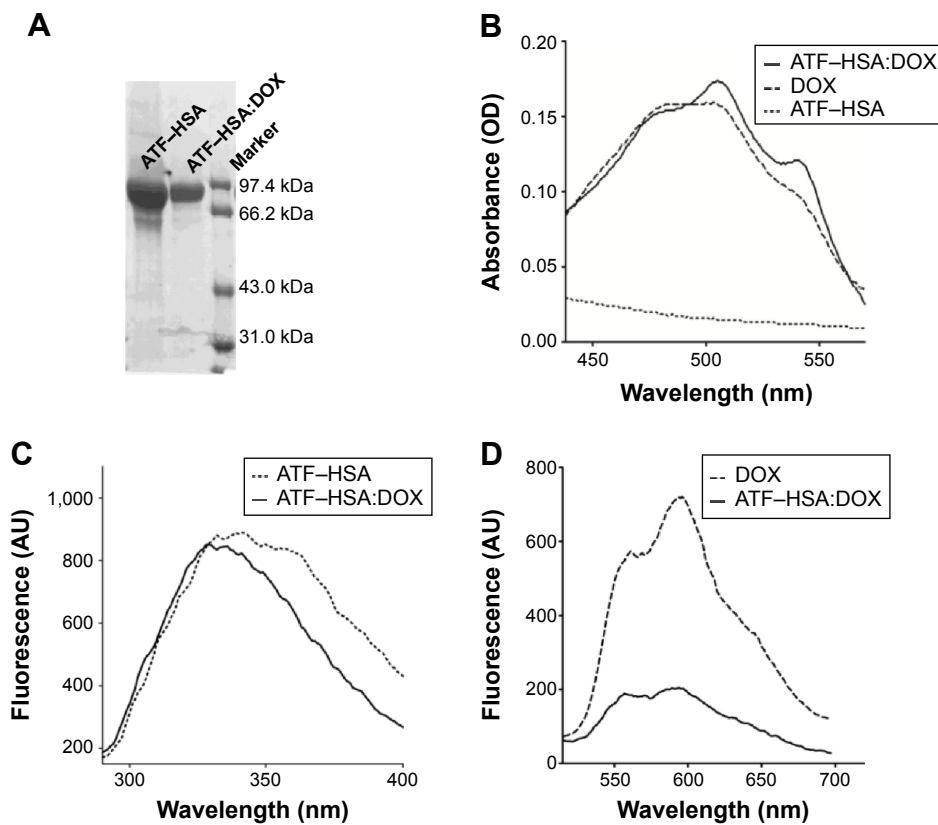 A
ATF–HSA
ATF–HSA:DOX
Marker
97.4 kDa
66.2 kDa
43.0 kDa
31.0 kDa
B
Absorbance (OD)
0.20
0.15
0.10
0.05
0.00
450
500
550
Wavelength (nm)
ATF–HSA:DOX
DOX
ATF–HSA
C
Fluorescence (AU)
1,000
800
600
400
200
300
350
400
Wavelength (nm)
ATF–HSA
ATF–HSA:DOX
D
Fluorescence (AU)
800
600
400
200
0
550
600
650
700
Wavelength (nm)
DOX
ATF–HSA:DOX